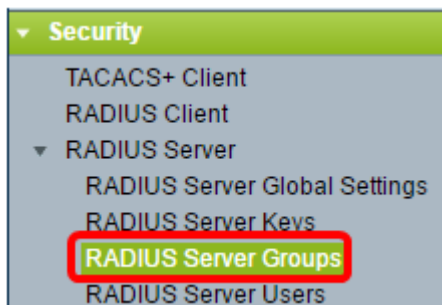 Security
TACACS+ Client
RADIUS Client
RADIUS Server
RADIUS Server Global Settings
RADIUS Server Keys
RADIUS Server Groups
RADIUS Server Users